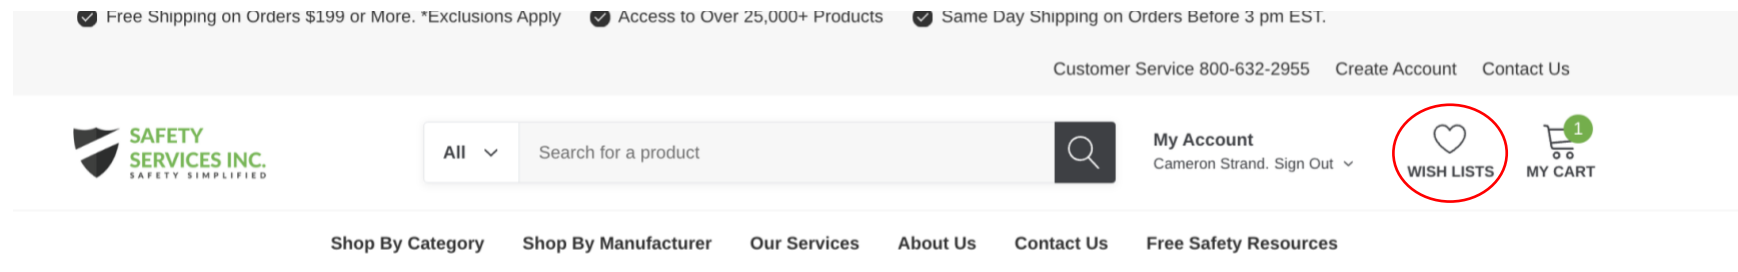 Free Shipping on Orders $199 or More. *Exclusions Apply Access to Over 25,000+ Products Same Day Shipping on Orders Before 3 pm EST.
Customer Service 800-632-2955 Create Account Contact Us
SAFETY
SERVICES INC.
SAFETY SIMPLIFIED
All
Search for a product
My Account
Cameron Strand. Sign Out
WISH LISTS
1
MY CART
Shop By Category Shop By Manufacturer Our Services About Us Contact Us Free Safety Resources